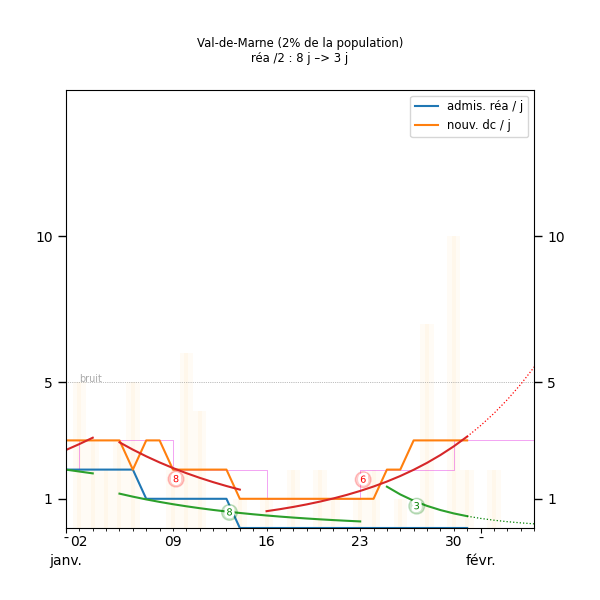 Val-de-Marne (2% de la population)
réa /2 : 8 j –> 3 j
admis. réa / j
nouv. dc / j
10 10
bruit
5 5
8 6
8 3
1 1
02 09 16 23 30 -
janv. févr.